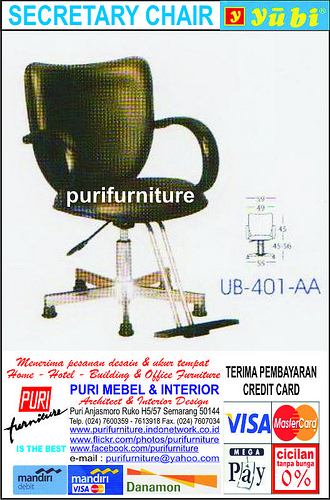 SECRETARY CHAIR
y yūbi®
purifurniture
59
49
45
45-56
55
UB-401-AA
Menerima pesanan desain & ukur tempat
Home - Hotel - Building & Office Furniture
PURI MEBEL & INTERIOR
Architect & Interior Design
Puri Anjasmoro Ruko H5/57 Semarang 50144
Telp. (024) 7600359 - 7613918 Fax. (024) 7607034
www.purifurniture.indonetwork.co.id
www.flickr.com/photos/purifurniture
www.facebook.com/purifurniture
e-mail : purifurniture@yahoo.com
PURI
furniture
IS THE BEST
TERIMA PEMBAYARAN
CREDIT CARD
VISA
MasterCard
MEGA
Pay
cicilan
tanpa bunga
0%
mandiri
debit
mandiri
VISA
Danamon